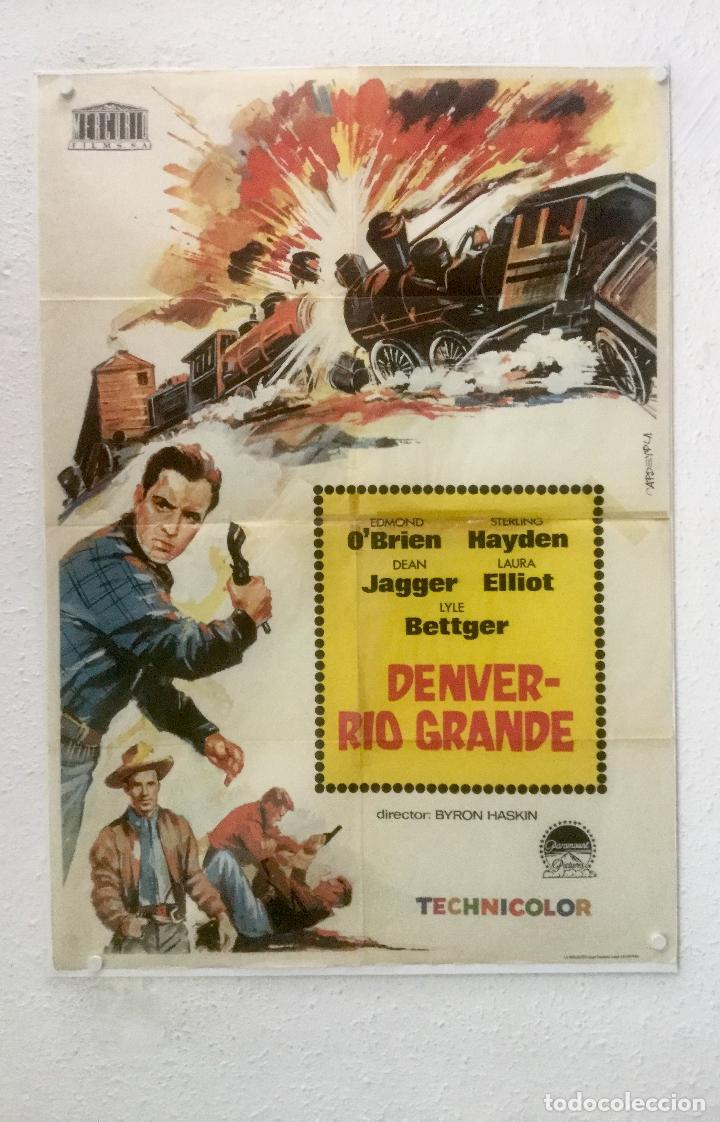 FILMS S.A.
EDMOND STERLING
O'Brien Hayden
DEAN LAURA
Jagger Elliot
LYLE
Bettger
DENVER-
RIO GRANDE
director: BYRON HASKIN
Paramount
Pictures
TECHNICOLOR
todocoleccion